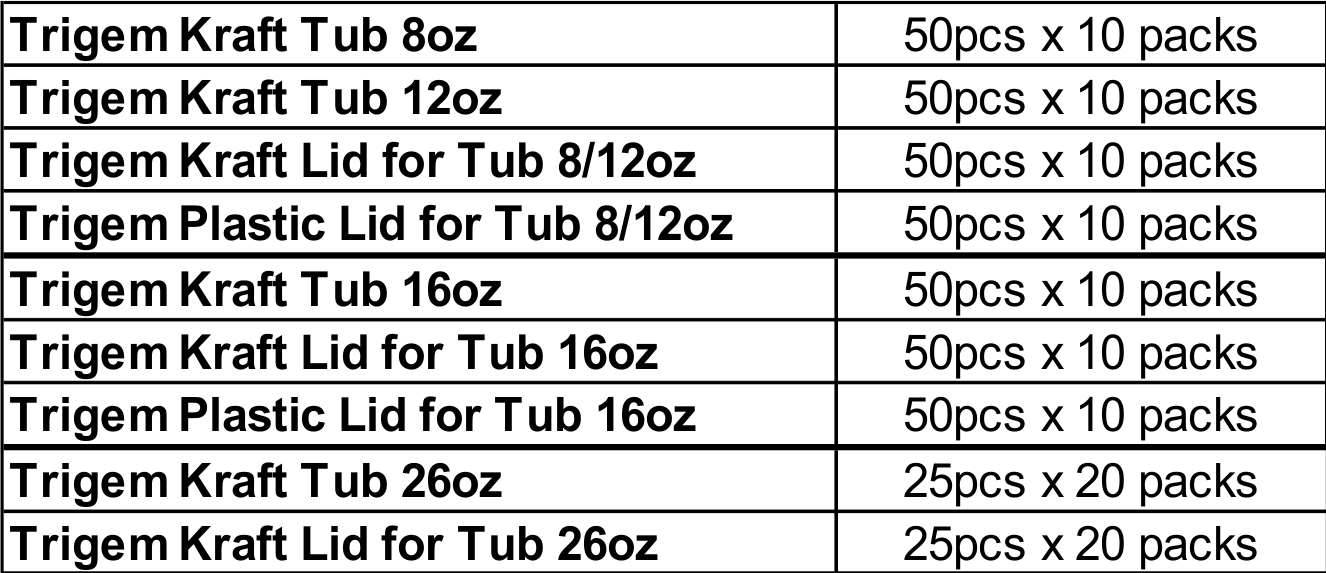 Trigem Kraft Tub 8oz 50pcs x 10 packs
Trigem Kraft Tub 12oz 50pcs x 10 packs
Trigem Kraft Lid for Tub 8/12oz 50pcs x 10 packs
Trigem Plastic Lid for Tub 8/12oz 50pcs x 10 packs
Trigem Kraft Tub 16oz 50pcs x 10 packs
Trigem Kraft Lid for Tub 16oz 50pcs x 10 packs
Trigem Plastic Lid for Tub 16oz 50pcs x 10 packs
Trigem Kraft Tub 26oz 25pcs x 20 packs
Trigem Kraft Lid for Tub 26oz 25pcs x 20 packs